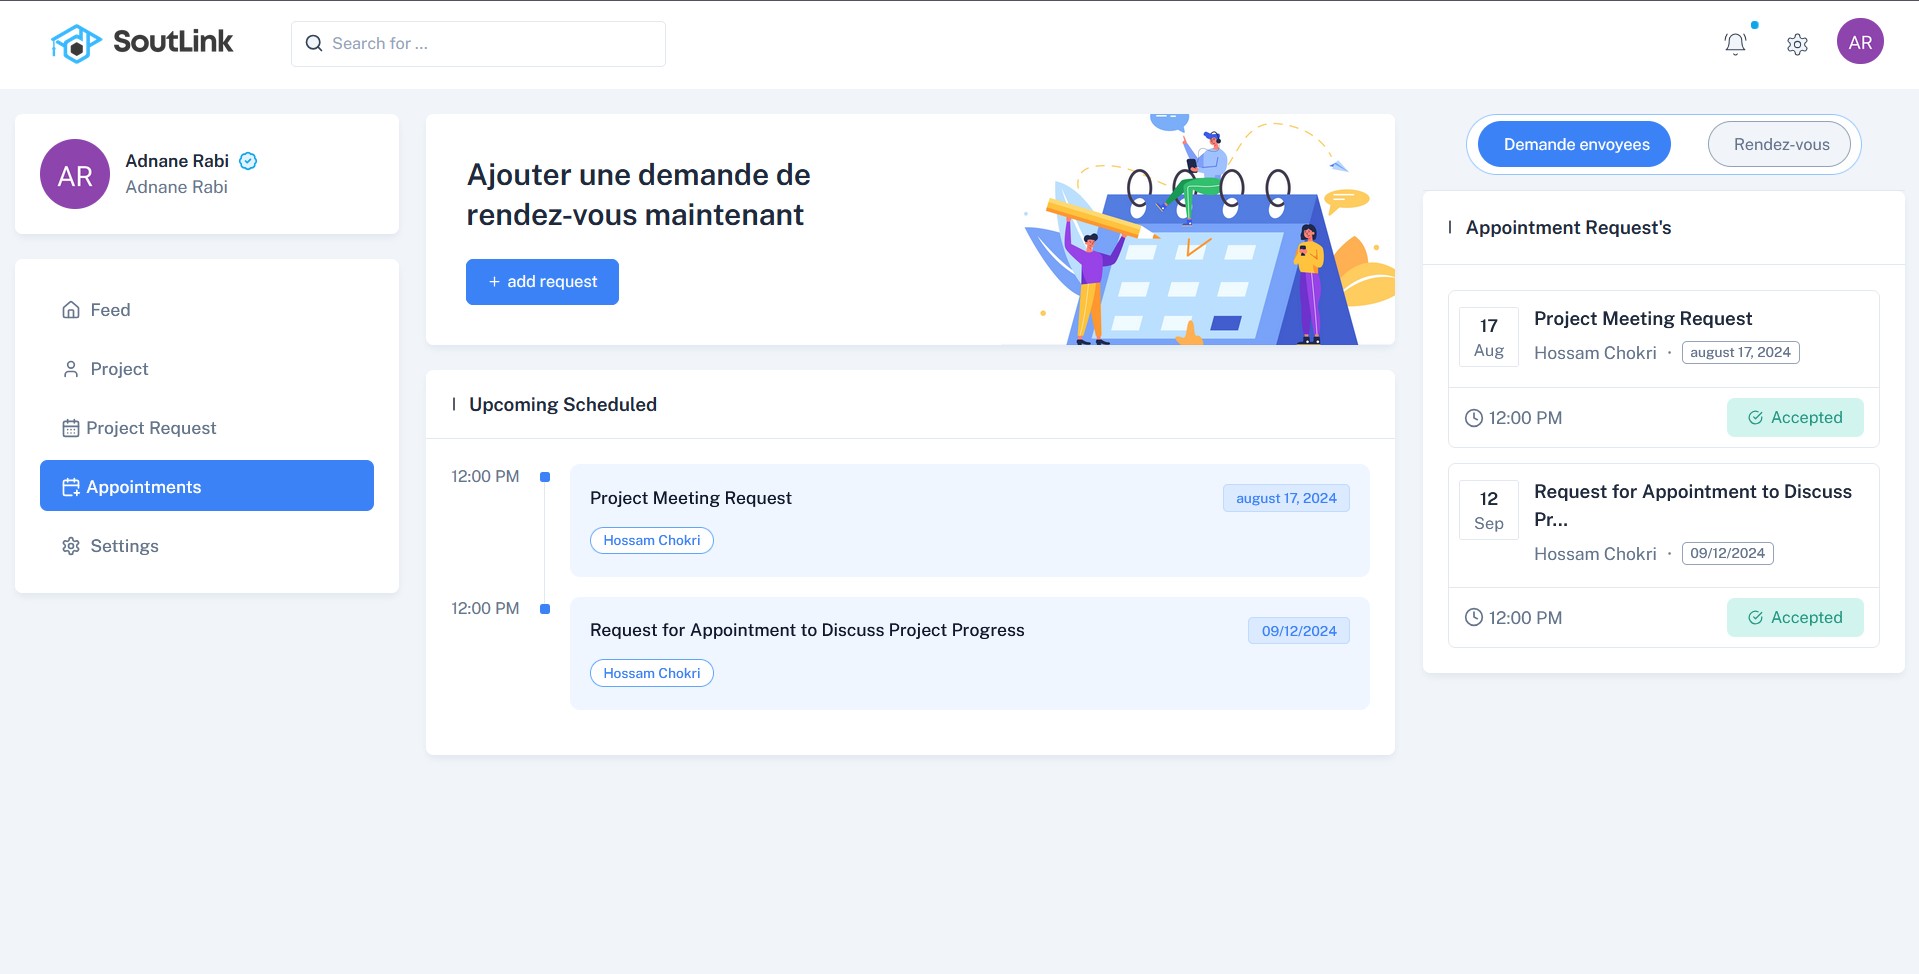 SoutLink
Search for ...
AR
AR
Adnane Rabi
Adnane Rabi
Feed
Project
Project Request
Appointments
Settings
Ajouter une demande de
rendez-vous maintenant
+ add request
Upcoming Scheduled
12:00 PM
Project Meeting Request
august 17, 2024
Hossam Chokri
12:00 PM
Request for Appointment to Discuss Project Progress
09/12/2024
Hossam Chokri
Demande envoyees
Rendez-vous
Appointment Request's
17
Aug
Project Meeting Request
Hossam Chokri · august 17, 2024
12:00 PM
Accepted
12
Sep
Request for Appointment to Discuss
Pr...
Hossam Chokri · 09/12/2024
12:00 PM
Accepted